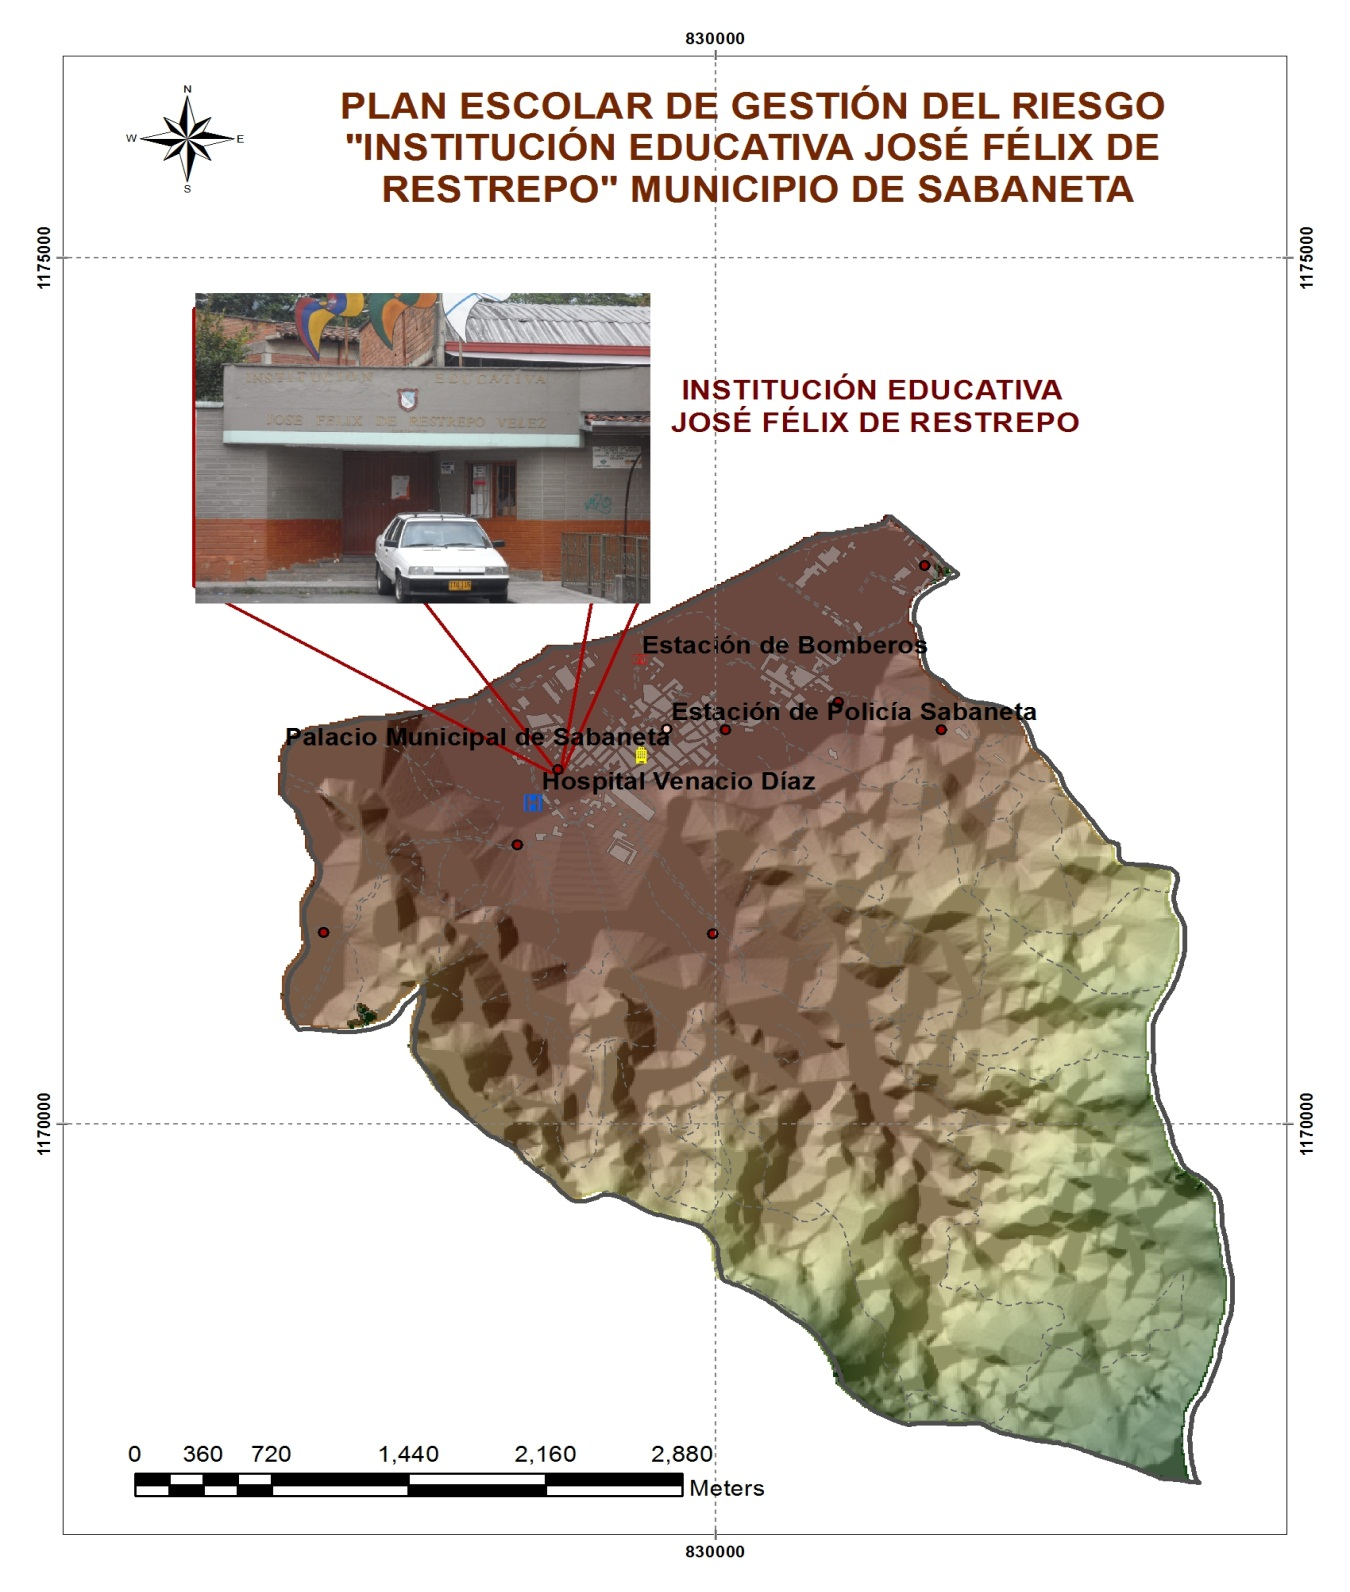 830000
N
W E
S
PLAN ESCOLAR DE GESTIÓN DEL RIESGO
"INSTITUCIÓN EDUCATIVA JOSÉ FÉLIX DE
RESTREPO" MUNICIPIO DE SABANETA
1175000
1175000
INSTITUCION EDUCATIVA
JOSE FELIX DE RESTREPO VELEZ
INSTITUCIÓN EDUCATIVA
JOSÉ FÉLIX DE RESTREPO
Estación de Bomberos
Estación de Policía Sabaneta
Palacio Municipal de Sabaneta
Hospital Venacio Díaz
H
1170000
1170000
0 360 720 1,440 2,160 2,880
Meters
830000